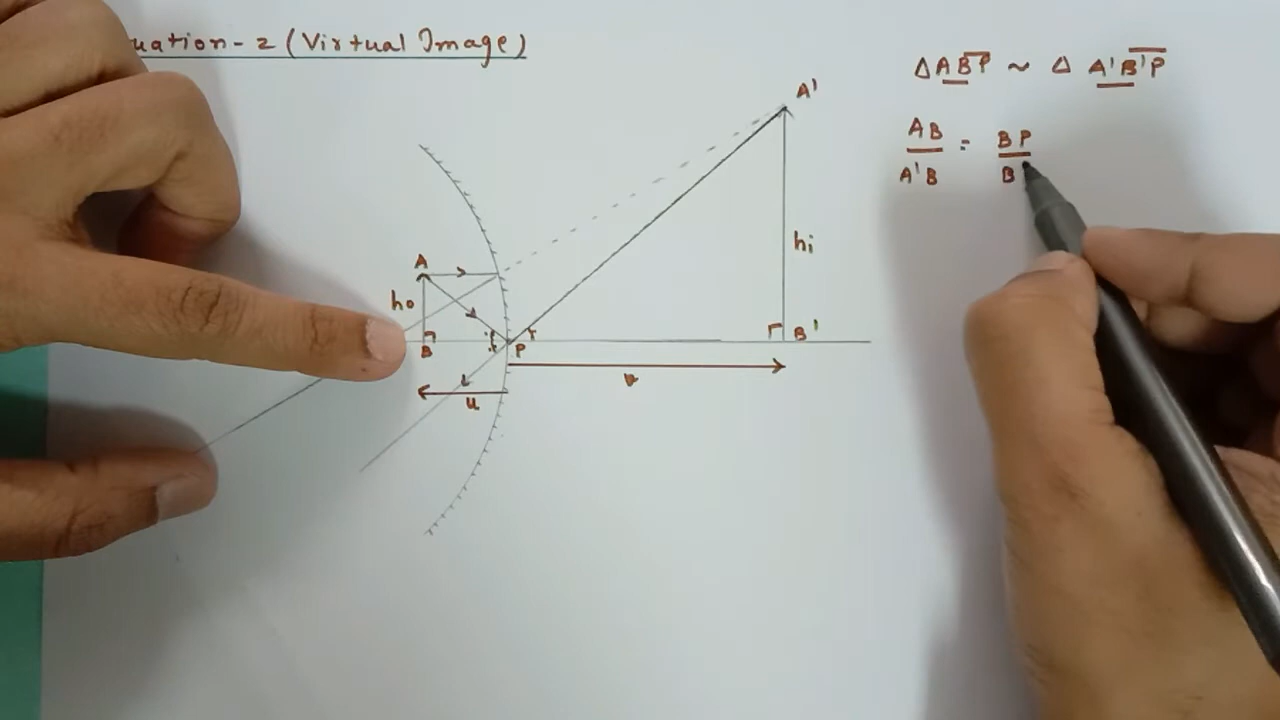 uation-2 (Virtual Image)
ΔABP ~ Δ A'B'P
AB/A'B = BP/B
A'
hi
A
ho
B
i
r
P
B'
u
v